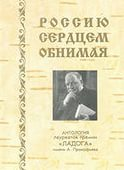 РОССИЮ
СЕРДЦЕМ
ОБНИМАЯ
АНТОЛОГИЯ
лауреатов премии
«ЛАДОГА»
имени А. Прокофьева